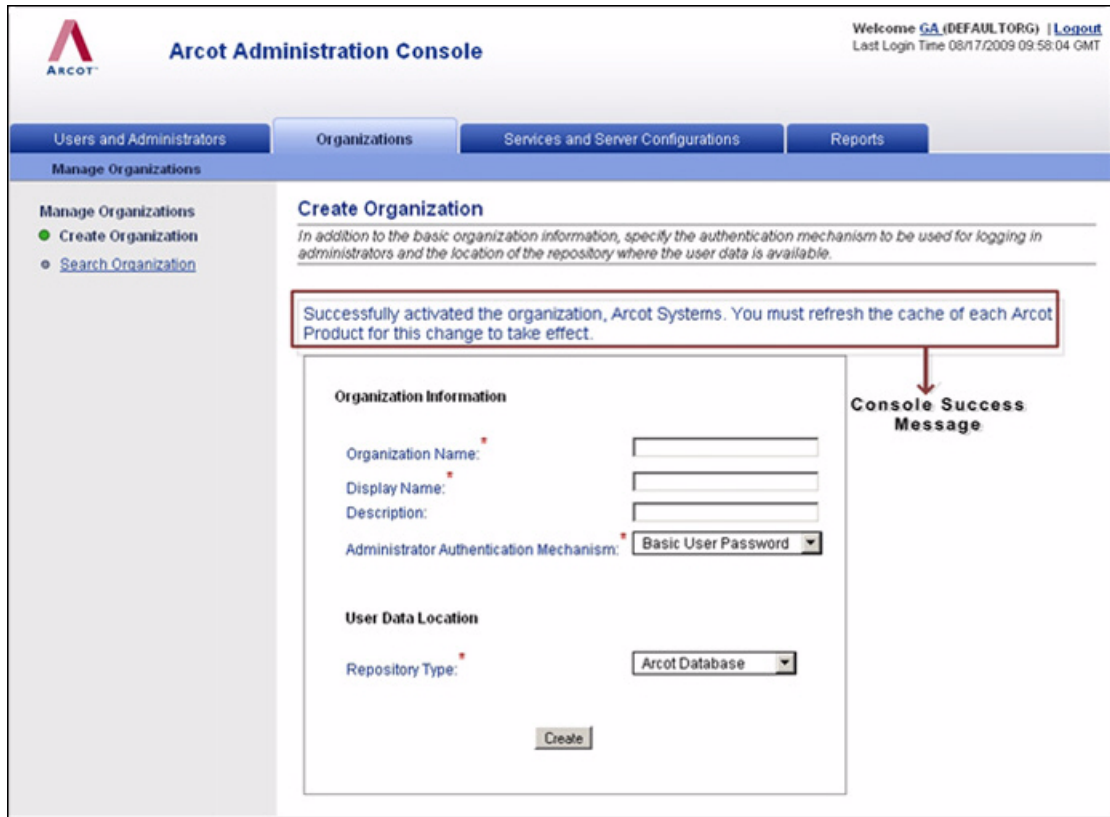 ARCOT™
Arcot Administration Console
Welcome GA (DEFAULTORG) | Logout
Last Login Time 08/17/2009 09:58:04 GMT
Users and Administrators
Organizations
Services and Server Configurations
Reports
Manage Organizations
Manage Organizations
Create Organization
Search Organization
Create Organization
In addition to the basic organization information, specify the authentication mechanism to be used for logging in
administrators and the location of the repository where the user data is available.
Successfully activated the organization, Arcot Systems. You must refresh the cache of each Arcot
Product for this change to take effect.
Console Success
Message
Organization Information
Organization Name:*
Display Name:*
Description:
Administrator Authentication Mechanism:* Basic User Password
User Data Location
Repository Type:* Arcot Database
Create